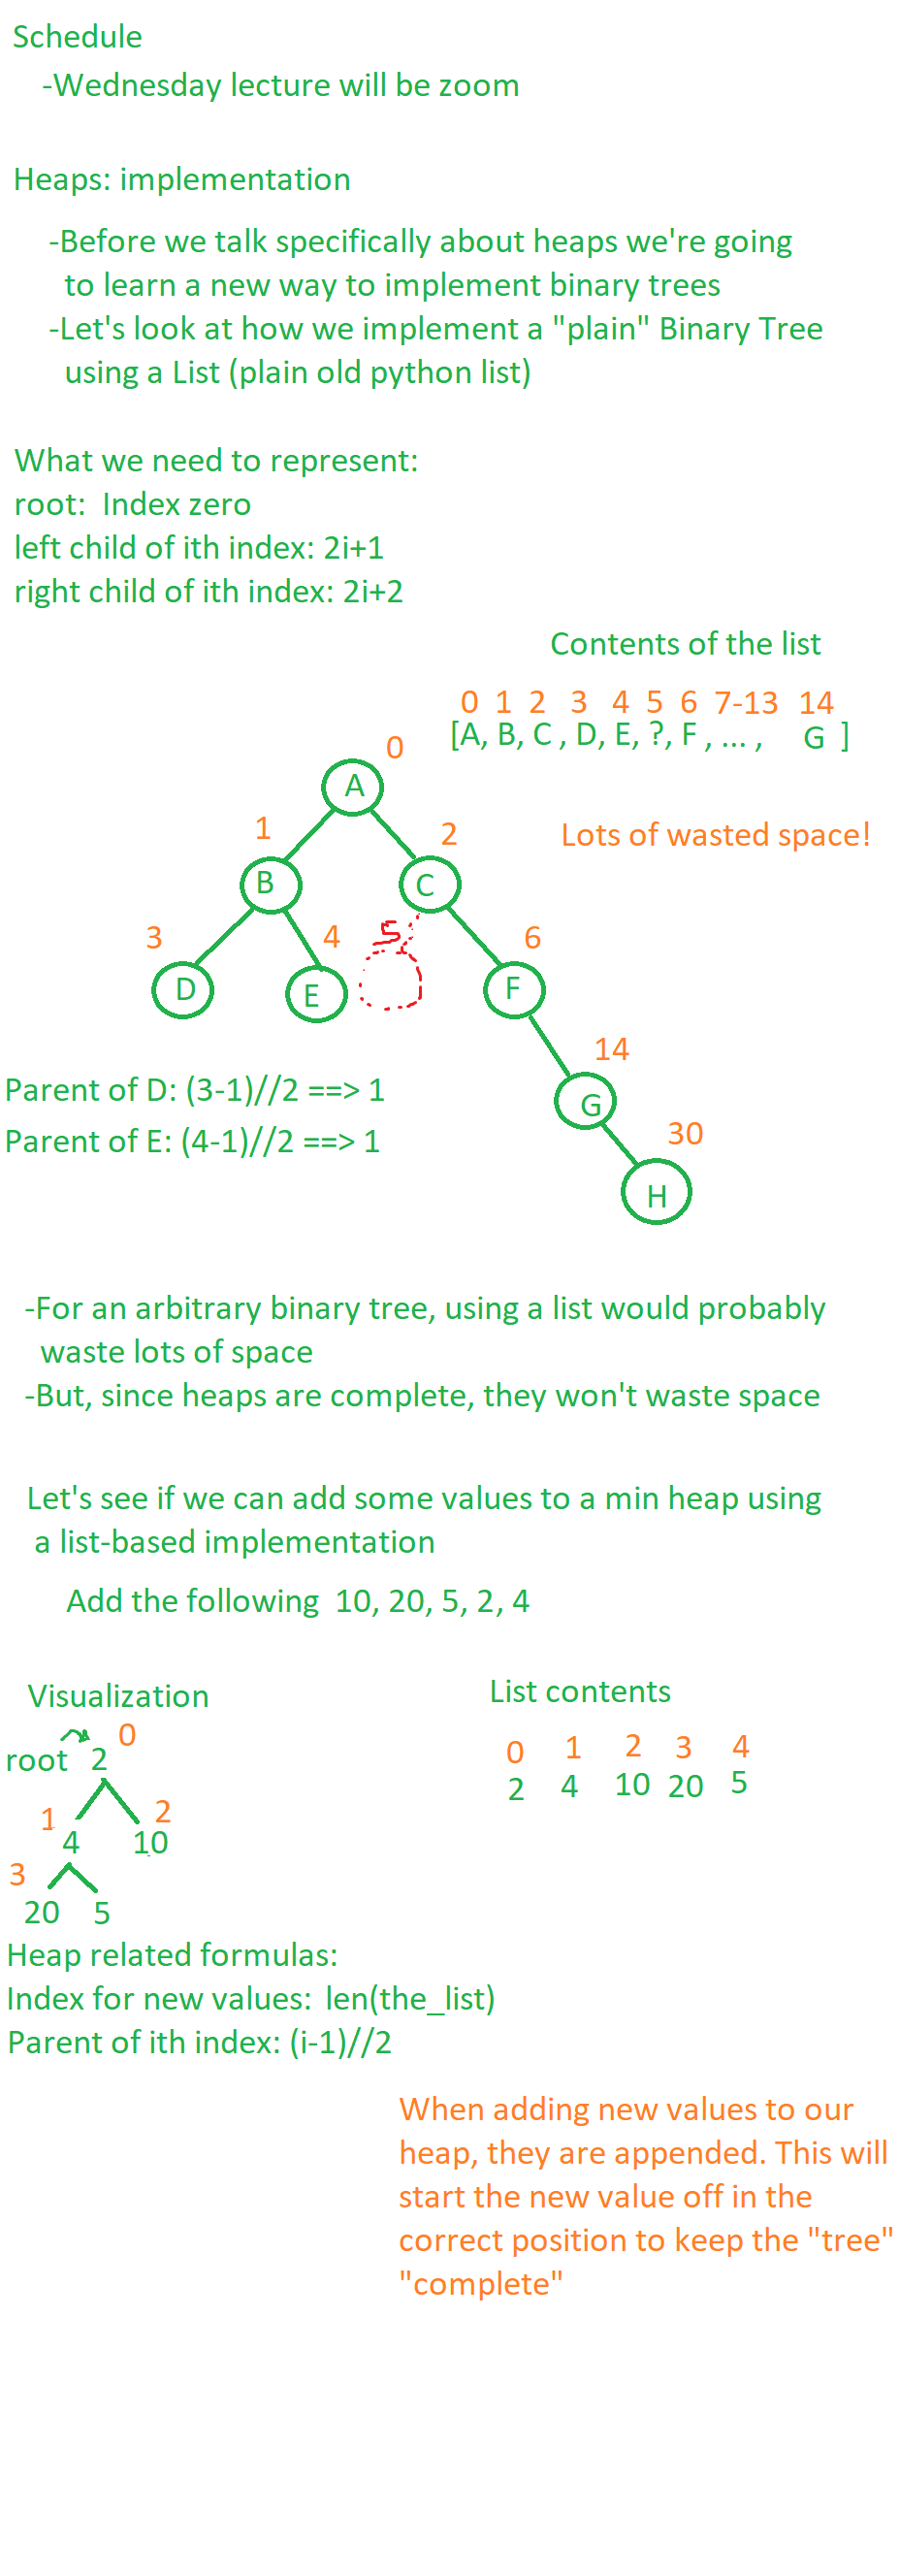 Schedule
-Wednesday lecture will be zoom
Heaps: implementation
-Before we talk specifically about heaps we're going
to learn a new way to implement binary trees
-Let's look at how we implement a "plain" Binary Tree
using a List (plain old python list)
What we need to represent:
root:  Index zero
left child of ith index: 2i+1
right child of ith index: 2i+2
Contents of the list
0 1 2 3 4 5 6 7-13 14
[A, B, C , D, E, ?, F , ... , G ]
0
A
Lots of wasted space!
1 2
B C
3 4 5 6
D E F
14
G
Parent of D: (3-1)//2 ==> 1
Parent of E: (4-1)//2 ==> 1
30
H
-For an arbitrary binary tree, using a list would probably
waste lots of space
-But, since heaps are complete, they won't waste space
Let's see if we can add some values to a min heap using
a list-based implementation
Add the following  10, 20, 5, 2, 4
Visualization
0
root 2
1 2
4 10
3
20 5
List contents
0 1 2 3 4
2 4 10 20 5
Heap related formulas:
Index for new values:  len(the_list)
Parent of ith index: (i-1)//2
When adding new values to our
heap, they are appended. This will
start the new value off in the
correct position to keep the "tree"
"complete"